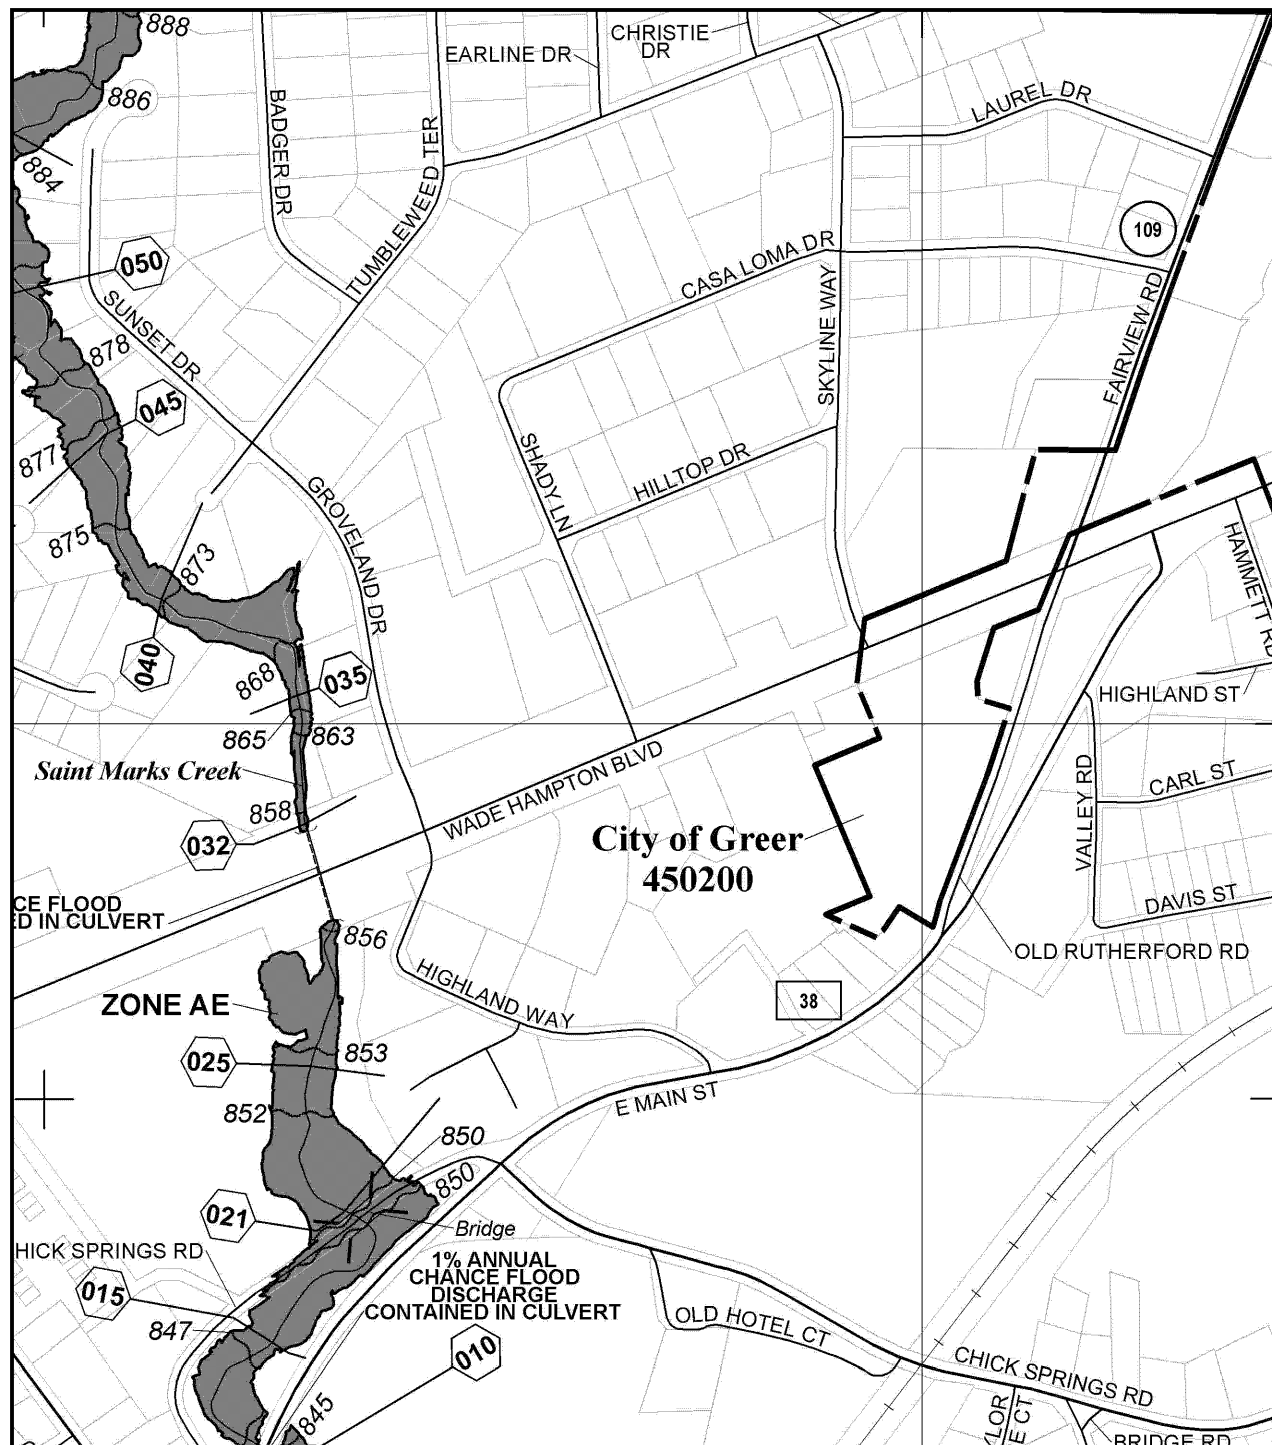 888
CHRISTIE
DR
EARLINE DR
886
LAUREL DR
BADGER DR
TUMBLEWEED TER
884
109
050
CASA LOMA DR
SUNSET DR
SKYLINE WAY
FAIRVIEW RD
878
045
877
SHADY LN
HILLTOP DR
GROVELAND DR
875
873
HAMMETT RD
040
868
035
HIGHLAND ST
865
863
Saint Marks Creek
WADE HAMPTON BLVD
VALLEY RD
CARL ST
858
032
City of Greer
450200
CE FLOOD
ED IN CULVERT
DAVIS ST
856
OLD RUTHERFORD RD
HIGHLAND WAY
ZONE AE
38
025
853
852
E MAIN ST
850
850
021
Bridge
HICK SPRINGS RD
1% ANNUAL
CHANCE FLOOD
DISCHARGE
CONTAINED IN CULVERT
015
847
OLD HOTEL CT
010
CHICK SPRINGS RD
845
YLOR
E CT
BRIDGE RD